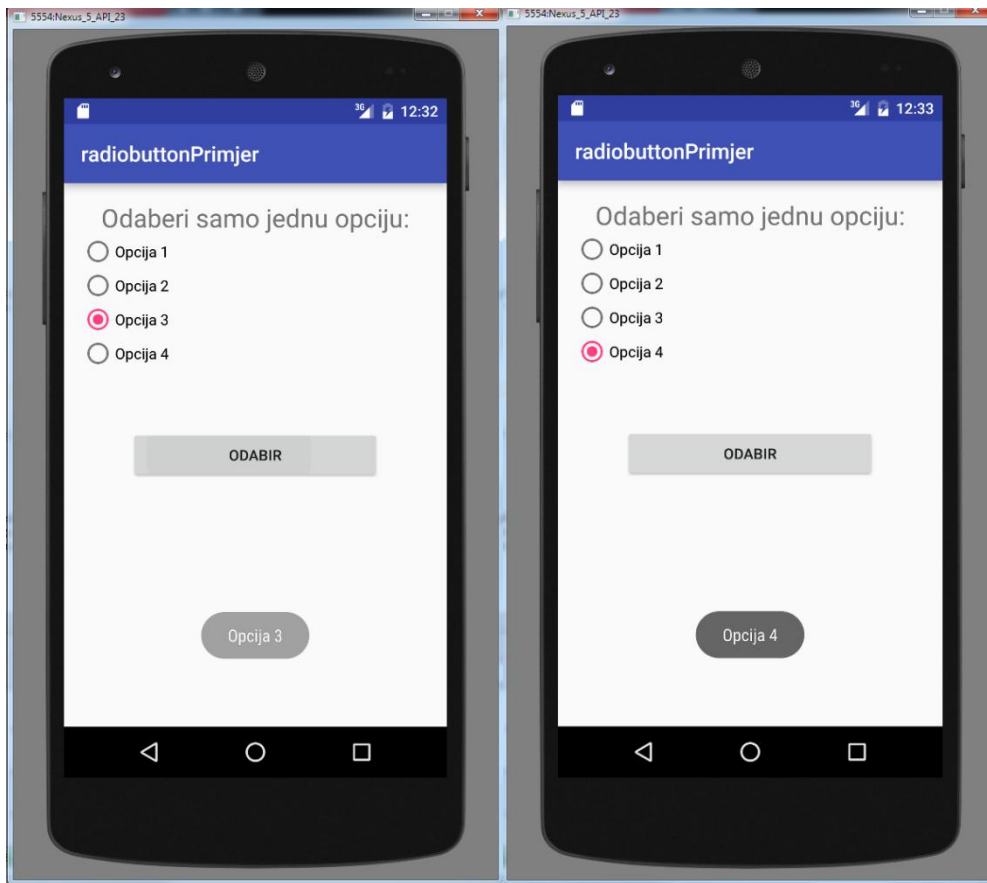 5554:Nexus_5_API_23
3G 12:32
radiobuttonPrimjer
Odaberi samo jednu opciju:
Opcija 1
Opcija 2
Opcija 3
Opcija 4
ODABIR
Opcija 3
5554:Nexus_5_API_23
3G 12:33
radiobuttonPrimjer
Odaberi samo jednu opciju:
Opcija 1
Opcija 2
Opcija 3
Opcija 4
ODABIR
Opcija 4